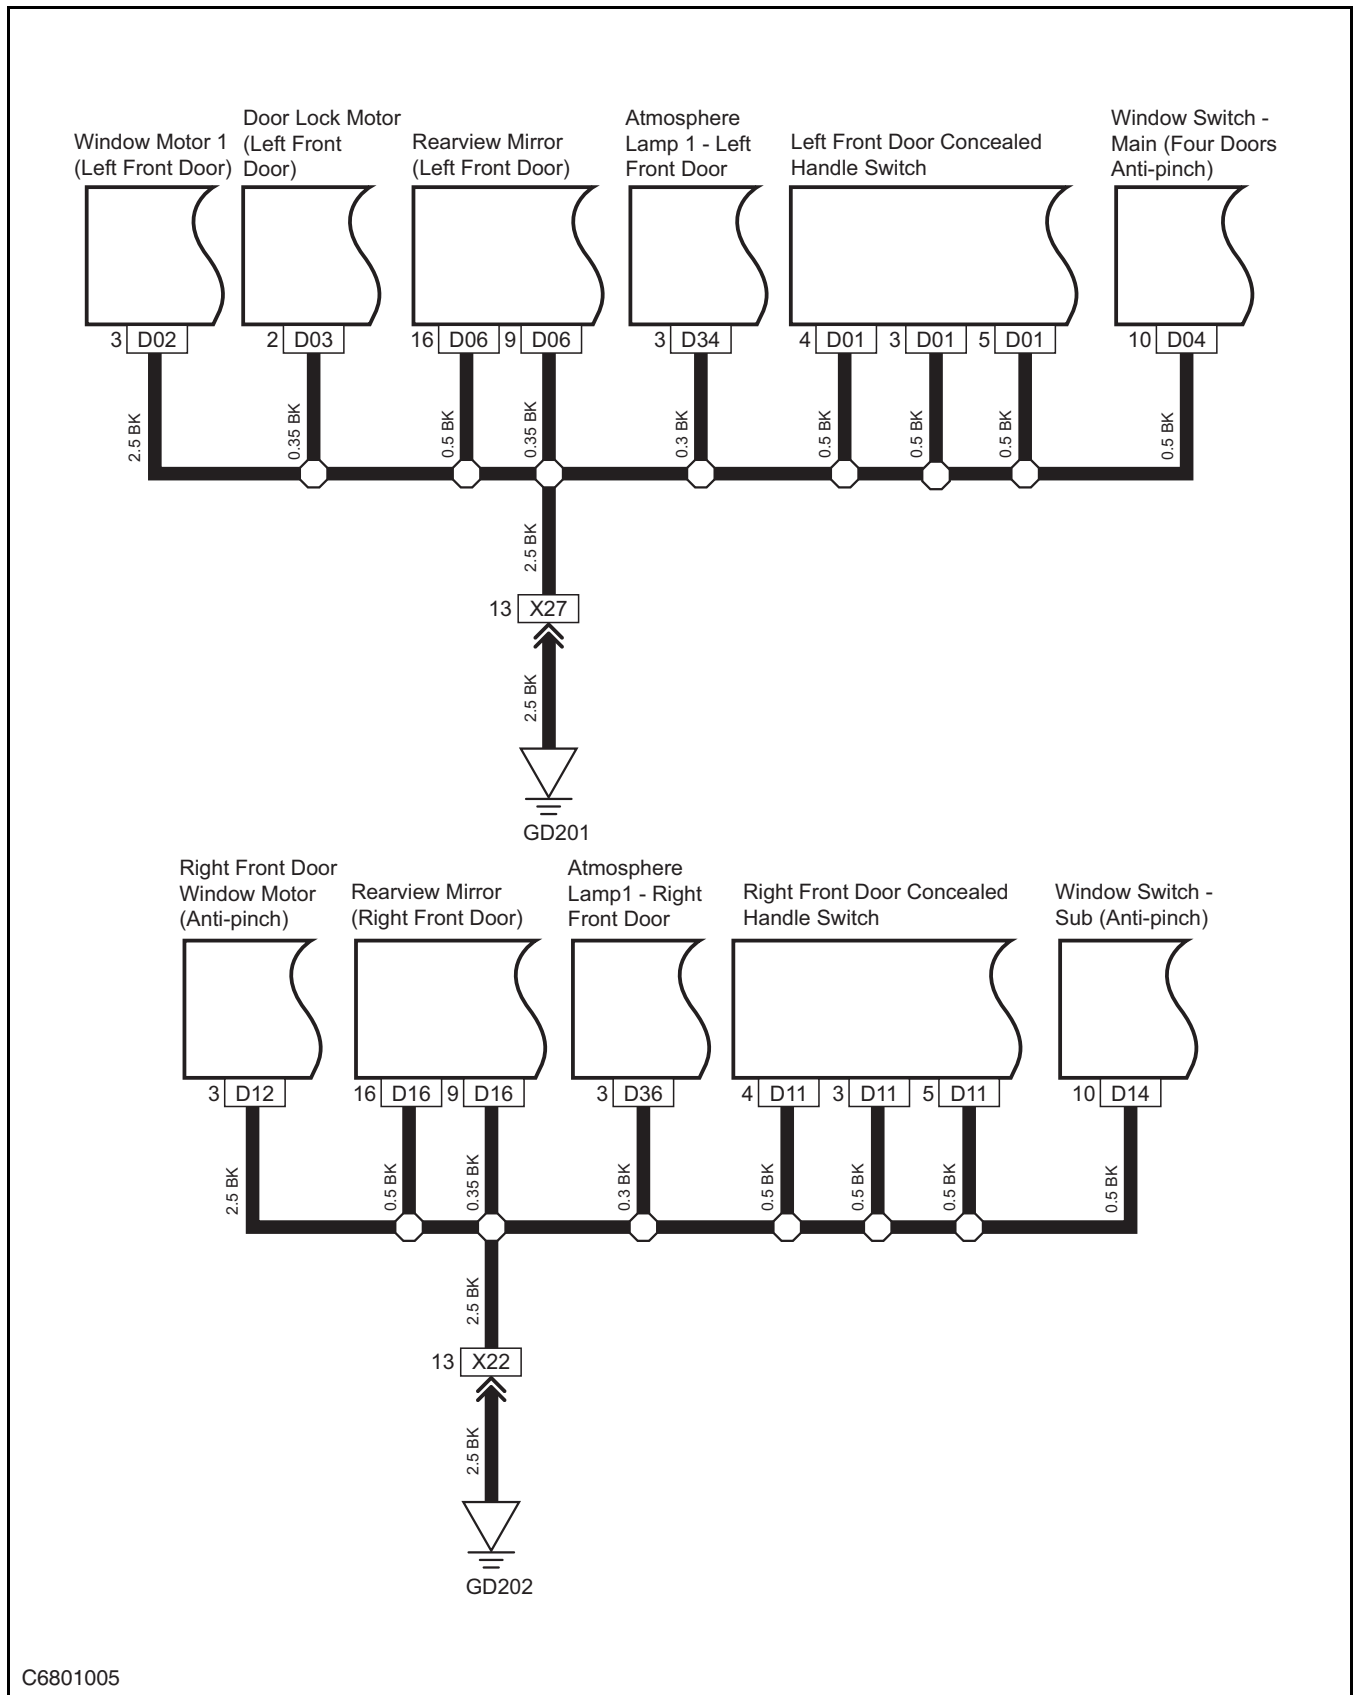 Window Motor 1
(Left Front Door)
Door Lock Motor
(Left Front
Door)
Rearview Mirror
(Left Front Door)
Atmosphere
Lamp 1 - Left
Front Door
Left Front Door Concealed
Handle Switch
Window Switch -
Main (Four Doors
Anti-pinch)
3 D02
2 D03
16 D06
9 D06
3 D34
4 D01
3 D01
5 D01
10 D04
2.5 BK
0.35 BK
0.5 BK
0.35 BK
0.3 BK
0.5 BK
0.5 BK
0.5 BK
0.5 BK
2.5 BK
13 X27
2.5 BK
GD201
Right Front Door
Window Motor
(Anti-pinch)
Rearview Mirror
(Right Front Door)
Atmosphere
Lamp1 - Right
Front Door
Right Front Door Concealed
Handle Switch
Window Switch -
Sub (Anti-pinch)
3 D12
16 D16
9 D16
3 D36
4 D11
3 D11
5 D11
10 D14
2.5 BK
0.5 BK
0.35 BK
0.3 BK
0.5 BK
0.5 BK
0.5 BK
0.5 BK
2.5 BK
13 X22
2.5 BK
GD202
C6801005